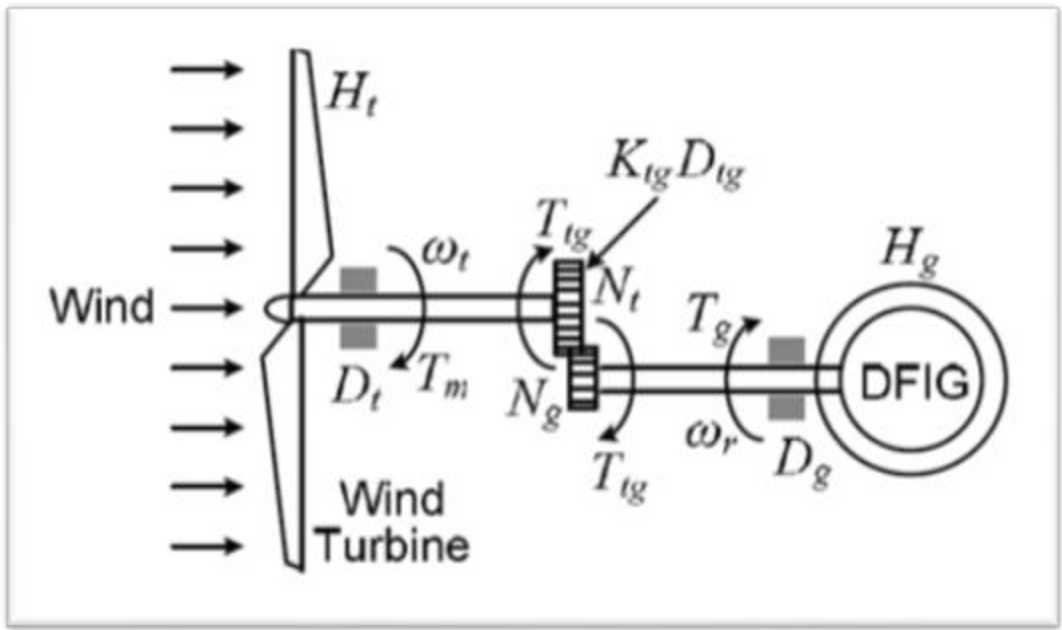 H_t
K_tg D_tg
T_tg
ω_t
H_g
Wind
N_t
T_g
D_t
T_m
DFIG
N_g
ω_r
D_g
T_tg
Wind
Turbine